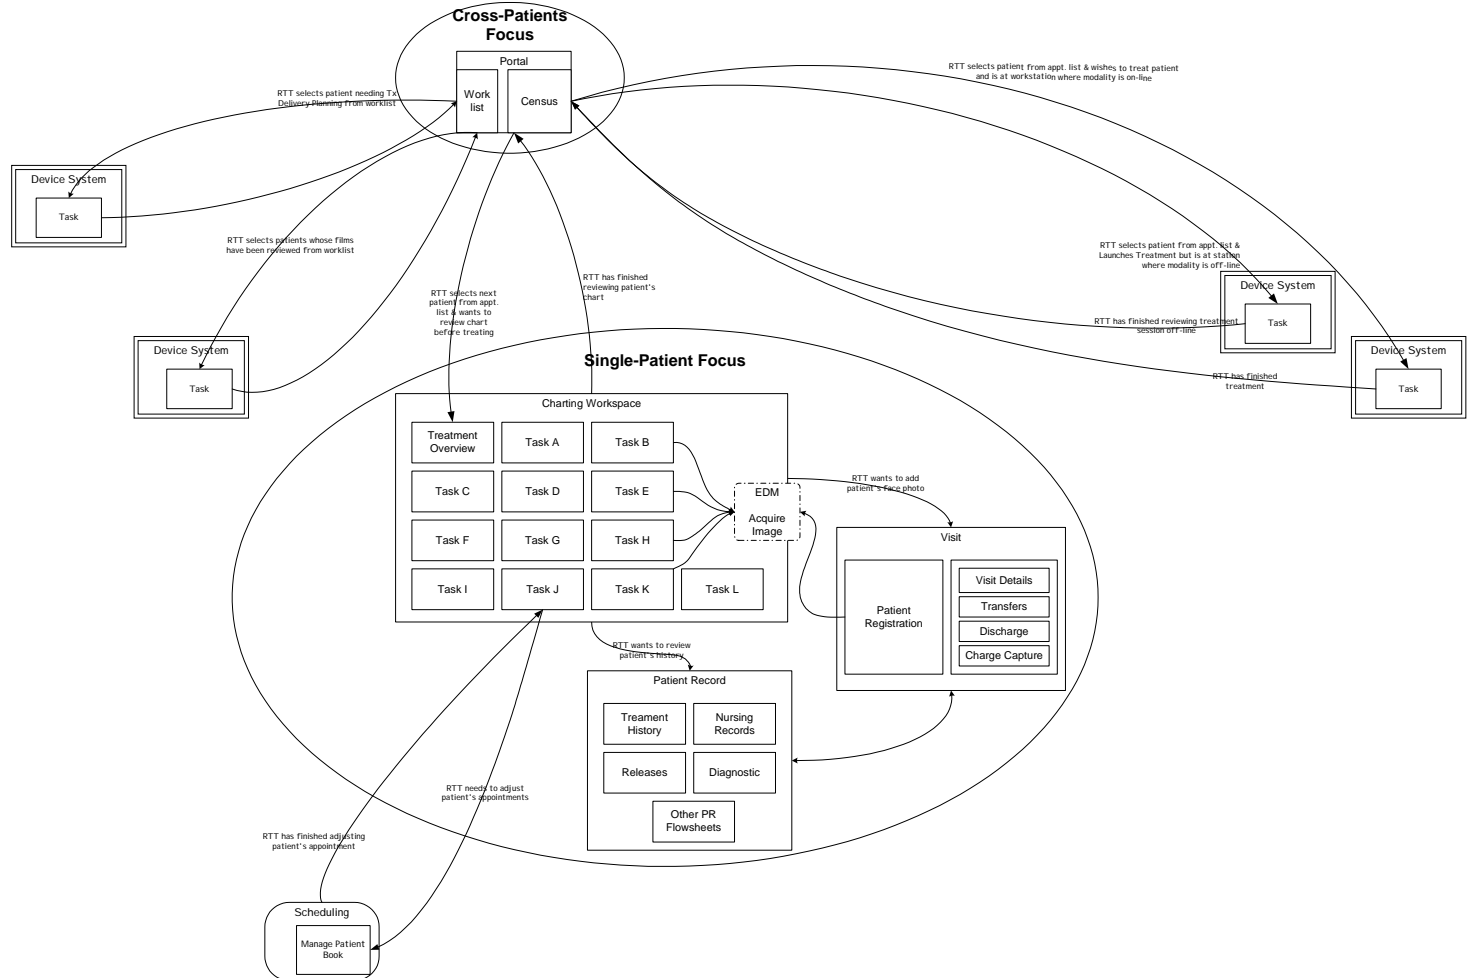 Cross-Patients
Focus
Portal
Work
list
Census
RTT selects patient needing Tx
Delivery Planning from worklist
RTT selects patient from appt. list & wishes to treat patient
and is at workstation where modality is on-line
Device System
Task
RTT selects patients whose films
have been reviewed from worklist
RTT selects next
patient from appt.
list & wants to
review chart
before treating
RTT has finished
reviewing patient's
chart
RTT selects patient from appt. list &
Launches Treatment but is at station
where modality is off-line
Device System
Task
RTT has finished reviewing treatment
session off-line
Device System
Task
Device System
Task
RTT has finished
treatment
Single-Patient Focus
Charting Workspace
Treatment
Overview
Task A
Task B
Task C
Task D
Task E
Task F
Task G
Task H
Task I
Task J
Task K
Task L
EDM
Acquire
Image
RTT wants to add
patient's face photo
Visit
Patient
Registration
Visit Details
Transfers
Discharge
Charge Capture
RTT wants to review
patient's history
Patient Record
Treament
History
Nursing
Records
Releases
Diagnostic
Other PR
Flowsheets
RTT needs to adjust
patient's appointments
RTT has finished adjusting
patient's appointment
Scheduling
Manage Patient
Book